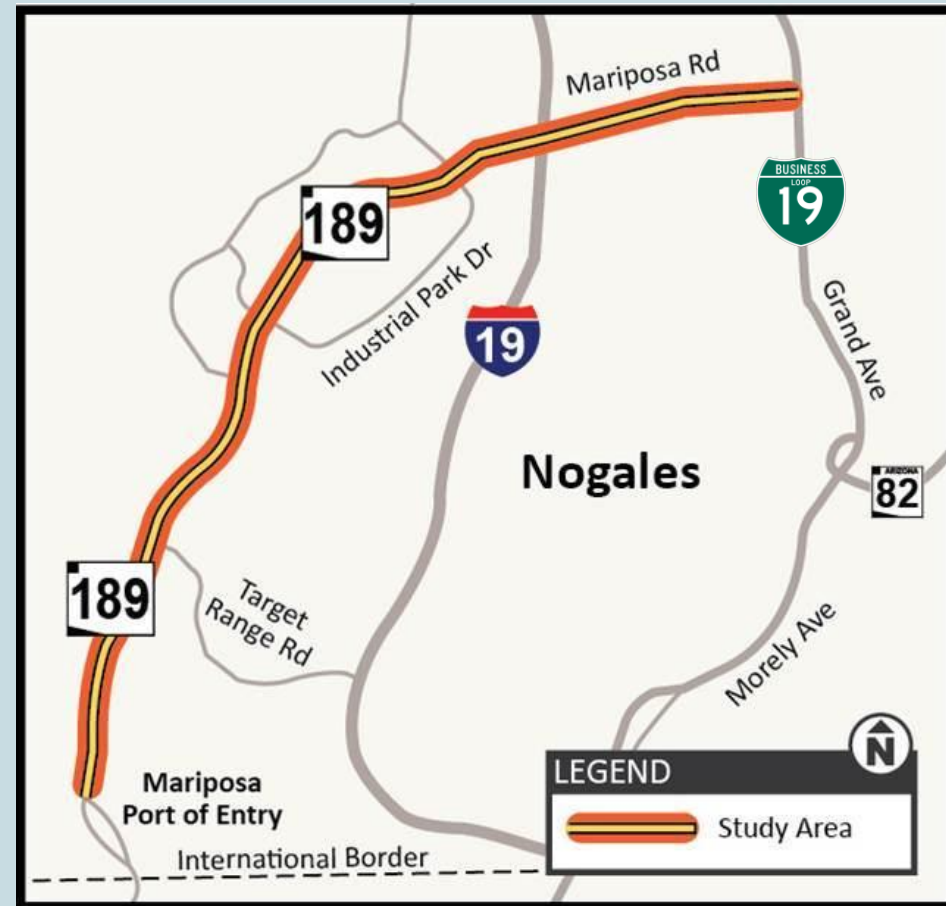 Mariposa Rd
BUSINESS
LOOP
19
189
Industrial Park Dr
19
Grand Ave
Nogales
ARIZONA
82
189
Target
Range Rd
Morely Ave
Mariposa
Port of Entry
International Border
N
LEGEND
Study Area